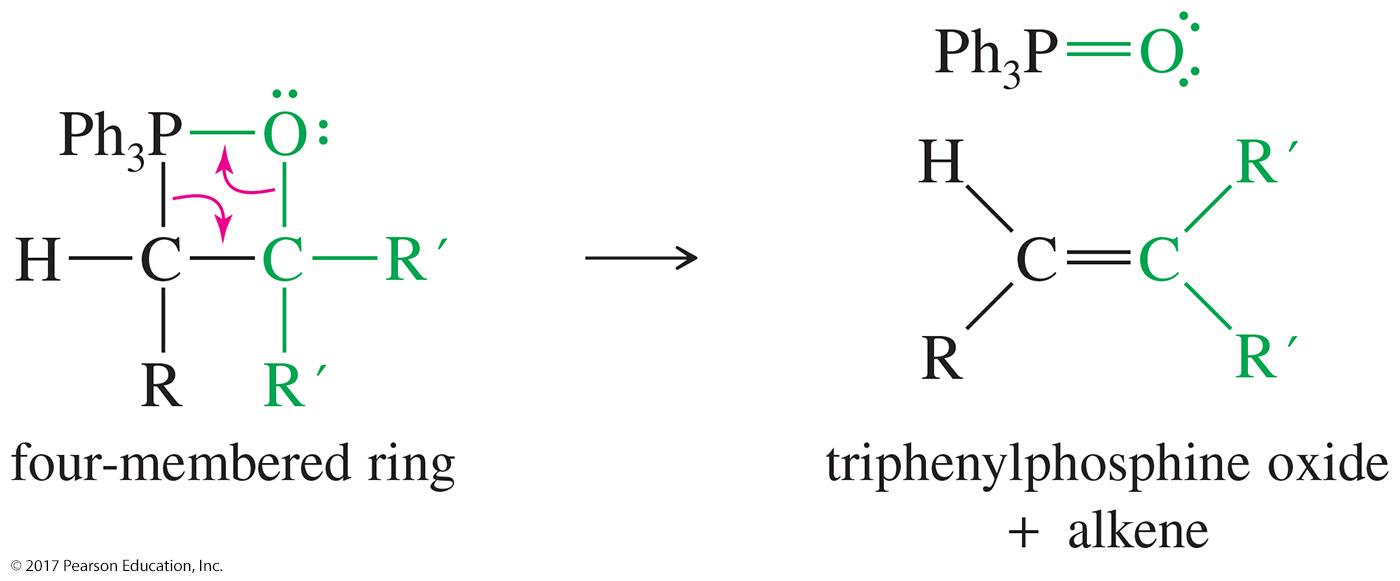 Ph₃P=O
Ph₃P—O
H
R′
H—C—C—R′
C=C
R
R′
R
R′
four-membered ring
triphenylphosphine oxide
+ alkene
© 2017 Pearson Education, Inc.